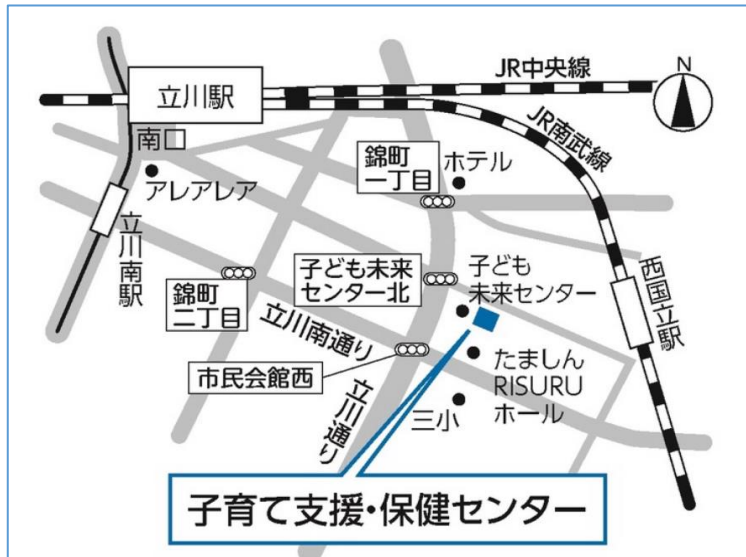 JR中央線
N
立川駅
JR南武線
南口
アレアレア
錦町
一丁目
ホテル
立川南駅
錦町
二丁目
子ども未来
センター北
子ども
未来センター
西国立駅
立川南通り
市民会館西
たましん
RISURU
ホール
立川通り
三小
子育て支援・保健センター